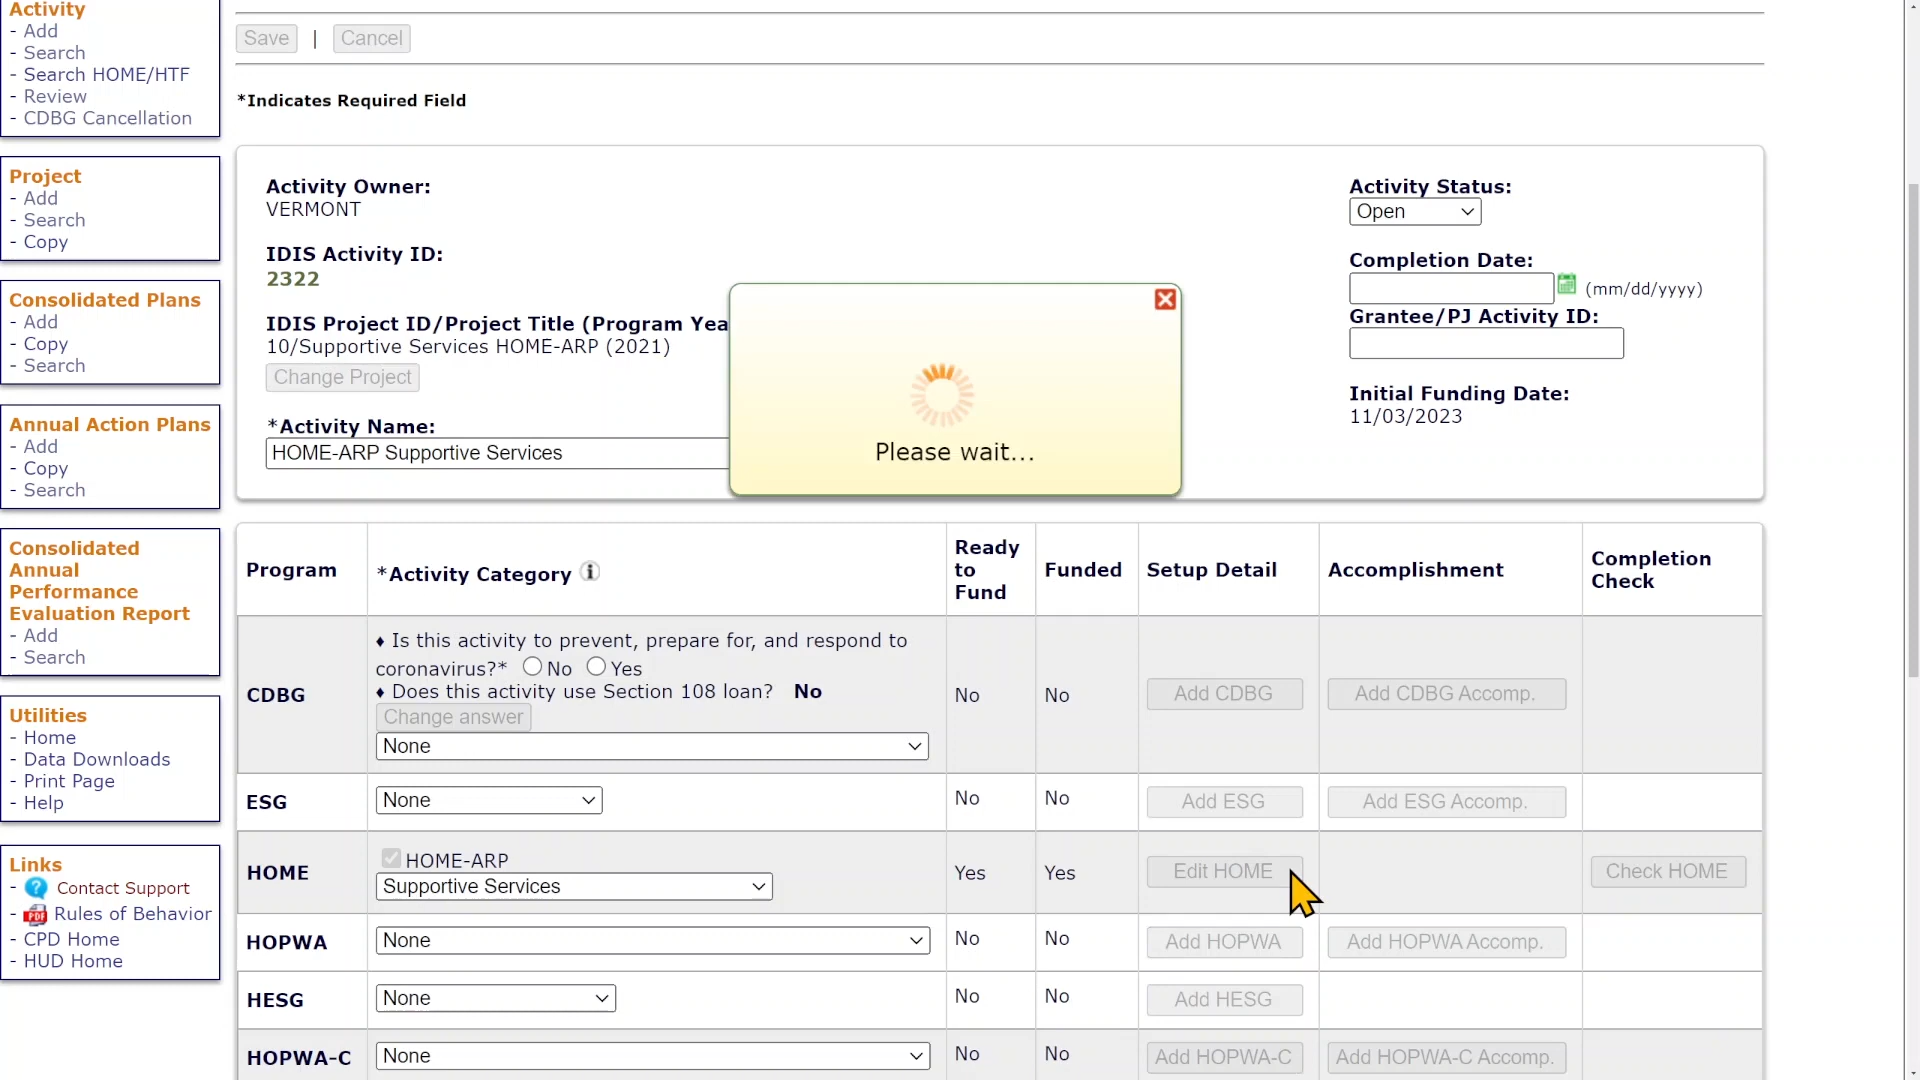 Activity
- Add
- Search
- Search HOME/HTF
- Review
- CDBG Cancellation
Project
- Add
- Search
- Copy
Consolidated Plans
- Add
- Copy
- Search
Annual Action Plans
- Add
- Copy
- Search
Consolidated
Annual
Performance
Evaluation Report
- Add
- Search
Utilities
- Home
- Data Downloads
- Print Page
- Help
Links
- ? Contact Support
- PDF Rules of Behavior
- CPD Home
- HUD Home
Save | Cancel
*Indicates Required Field
Activity Owner:
VERMONT
IDIS Activity ID:
2322
IDIS Project ID/Project Title (Program Yea
10/Supportive Services HOME-ARP (2021)
Change Project
*Activity Name:
HOME-ARP Supportive Services
Please wait...
Activity Status:
Open
Completion Date:
(mm/dd/yyyy)
Grantee/PJ Activity ID:
Initial Funding Date:
11/03/2023
Program *Activity Category Ready to Fund Funded Setup Detail Accomplishment Completion Check
CDBG
♦ Is this activity to prevent, prepare for, and respond to
coronavirus?* No Yes
♦ Does this activity use Section 108 loan? No
Change answer
None
No No Add CDBG Add CDBG Accomp.
ESG None No No Add ESG Add ESG Accomp.
HOME
HOME-ARP
Supportive Services
Yes Yes Edit HOME Check HOME
HOPWA None No No Add HOPWA Add HOPWA Accomp.
HESG None No No Add HESG
HOPWA-C None No No Add HOPWA-C Add HOPWA-C Accomp.